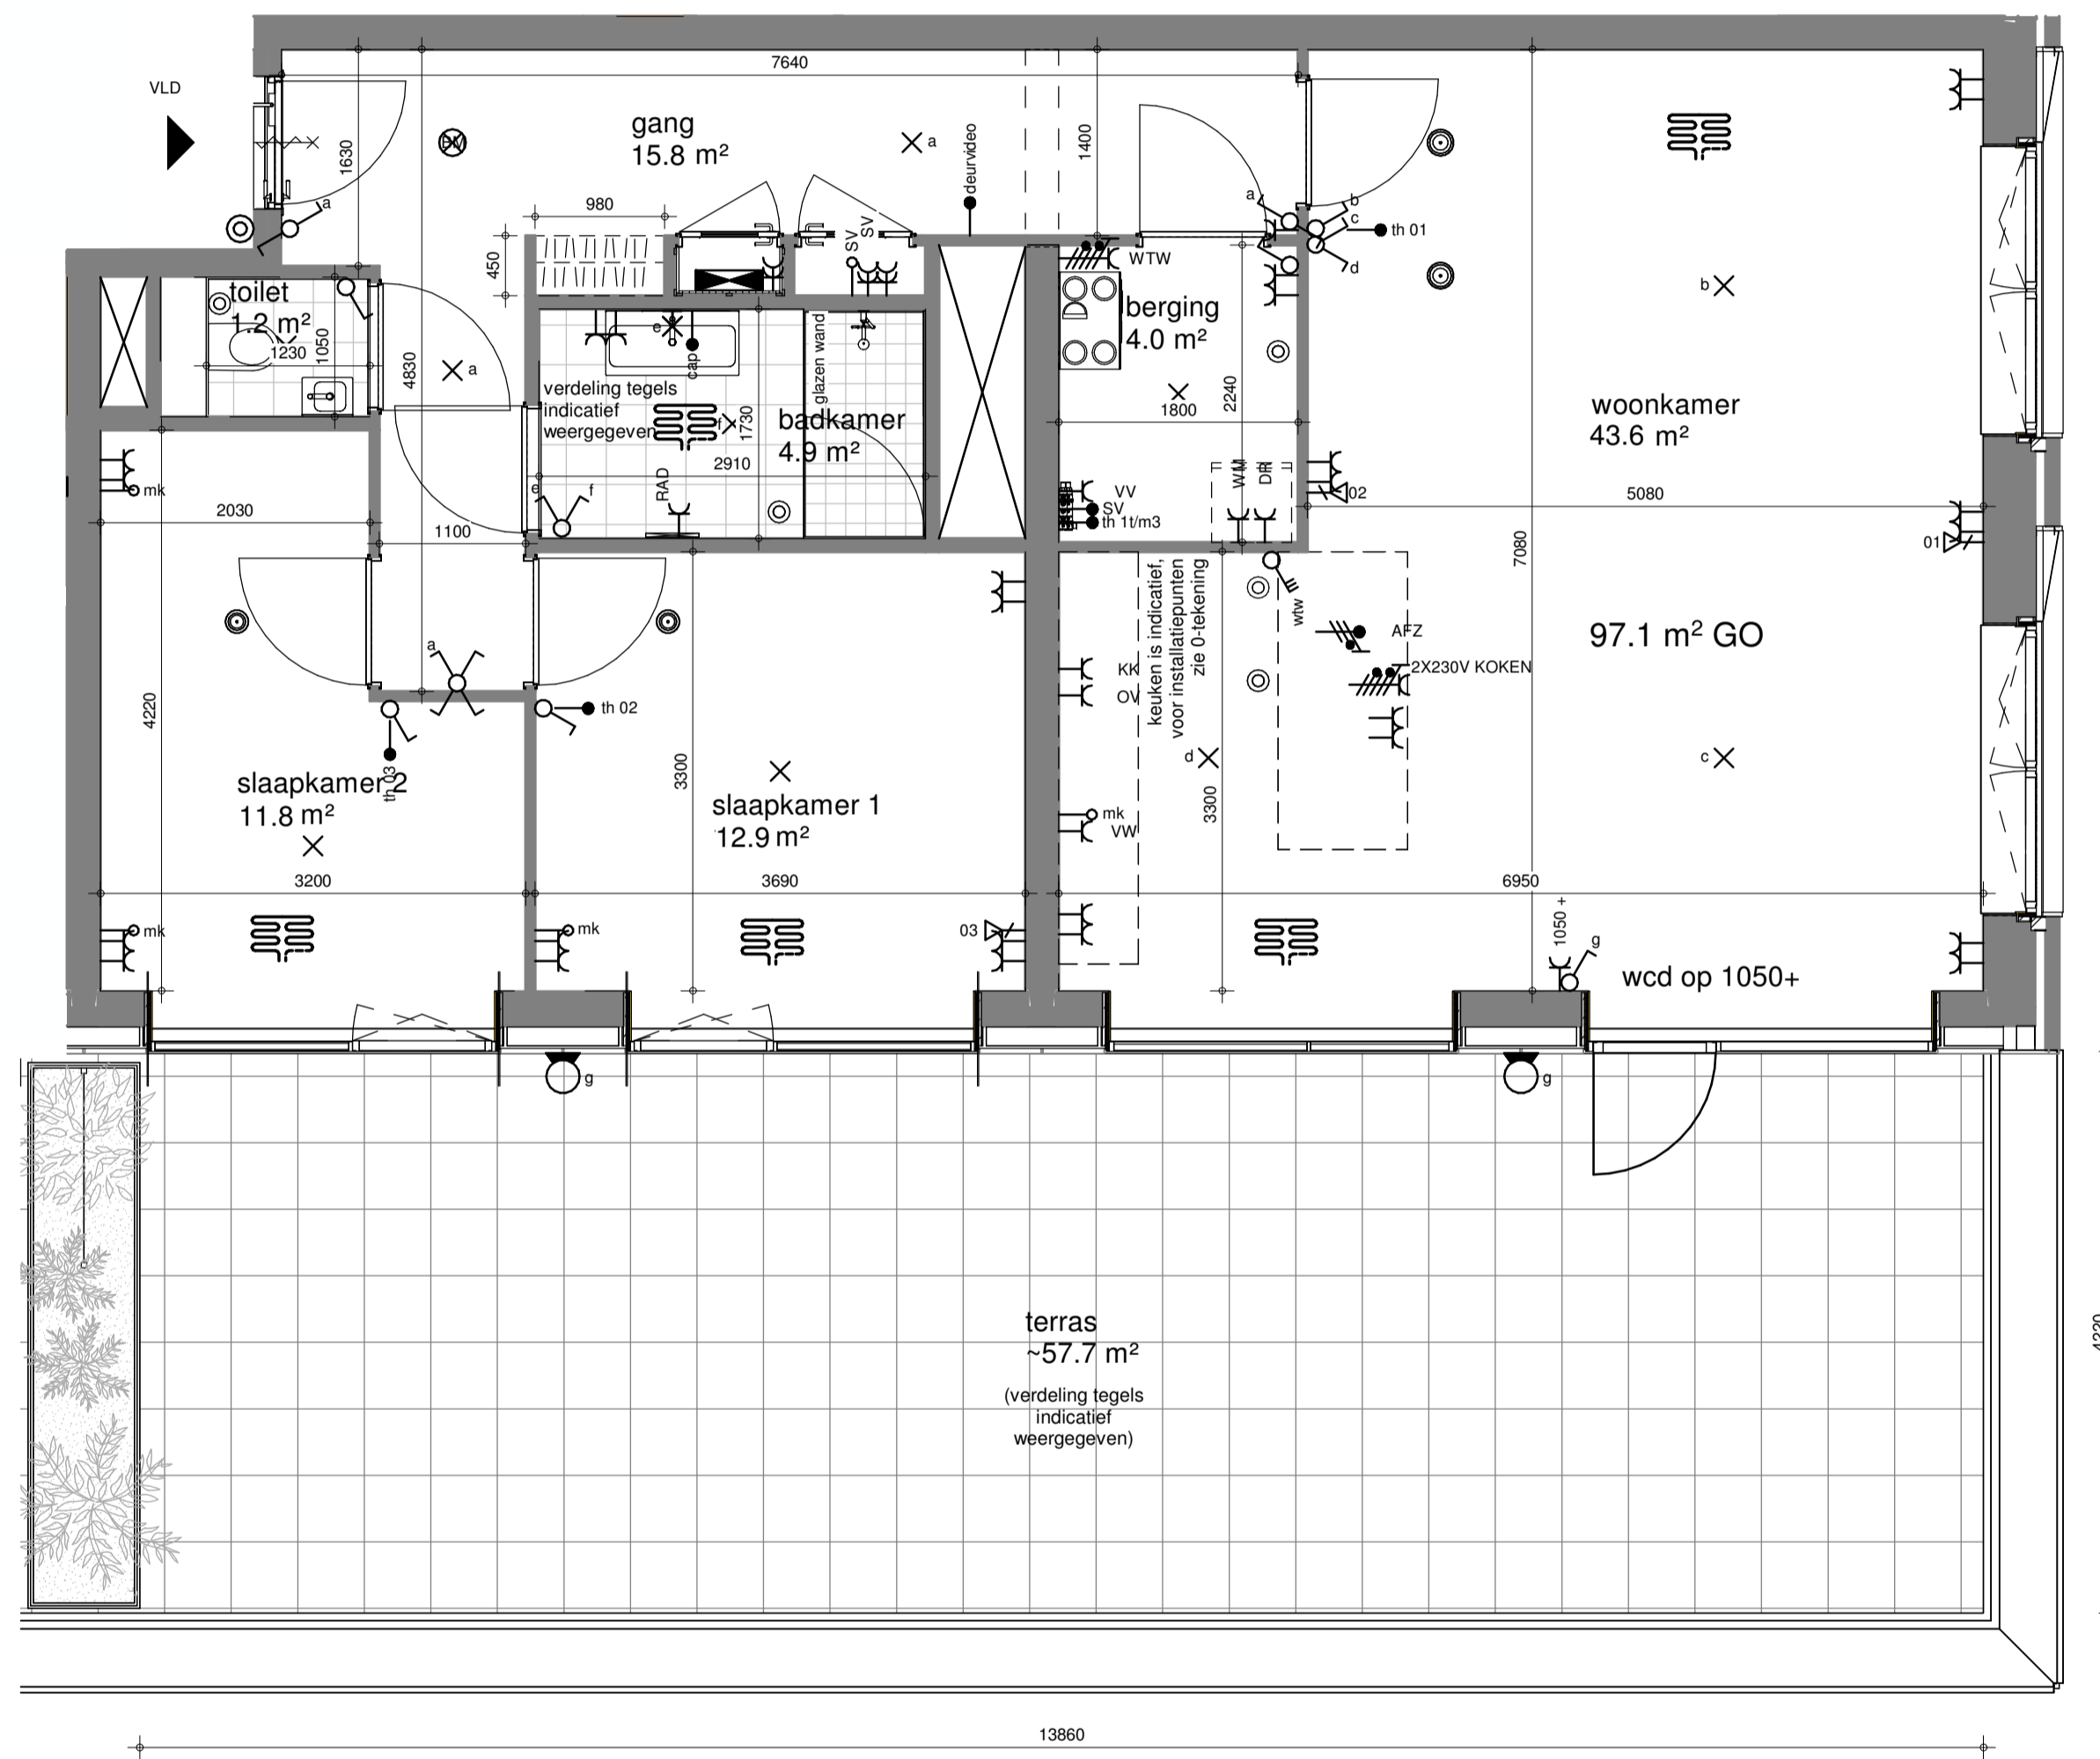 7640
VLD
gang
15.8 m²
a
1630
1400
deurvideo
980
a
b
c
th 01
d
a
SV
SV
450
WTW
toilet
1.2 m²
1230
1050
4830
a
e
cap
glazen wand
berging
4.0 m²
b
verdeling tegels
indicatief
weergegeven
f
1730
badkamer
4.9 m²
2910
1800
2240
woonkamer
43.6 m²
mk
2030
1100
e
f
RAD
VV
SV
th 1t/m3
WM
DR
02
5080
01
7080
keuken is indicatief,
voor installatiepunten
zie 0-tekening
wtw
AFZ
2X230V KOKEN
97.1 m² GO
a
KK
OV
4220
th 02
th 03
slaapkamer 2
11.8 m²
3300
slaapkamer 1
12.9 m²
d
3300
c
mk
VW
3200
3690
6950
mk
mk
03
1050 +
g
wcd op 1050+
g
g
terras
~57.7 m²
(verdeling tegels
indicatief
weergegeven)
13860